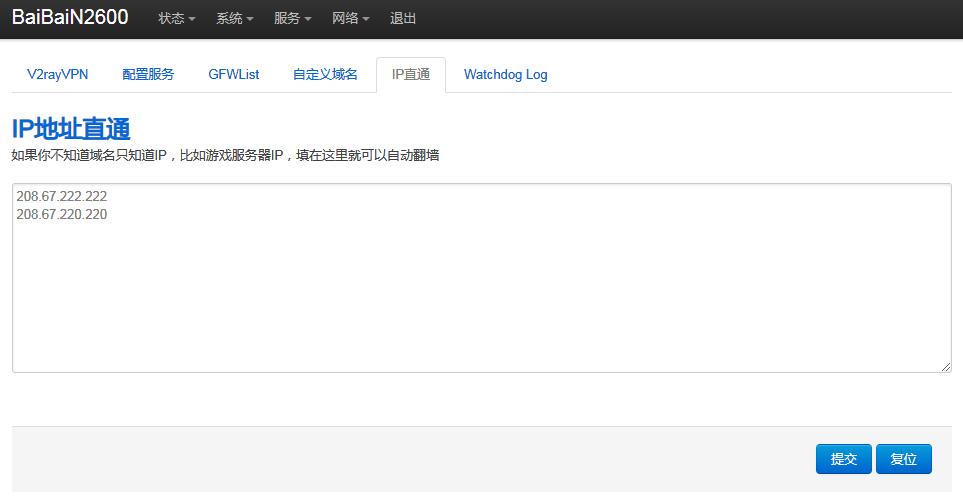 BaiBaiN2600 状态 系统 服务 网络 退出
V2rayVPN 配置服务 GFWList 自定义域名 IP直通 Watchdog Log
IP地址直通
如果你不知道域名只知道IP，比如游戏服务器IP，填在这里就可以自动翻墙
208.67.222.222
208.67.220.220
提交 复位